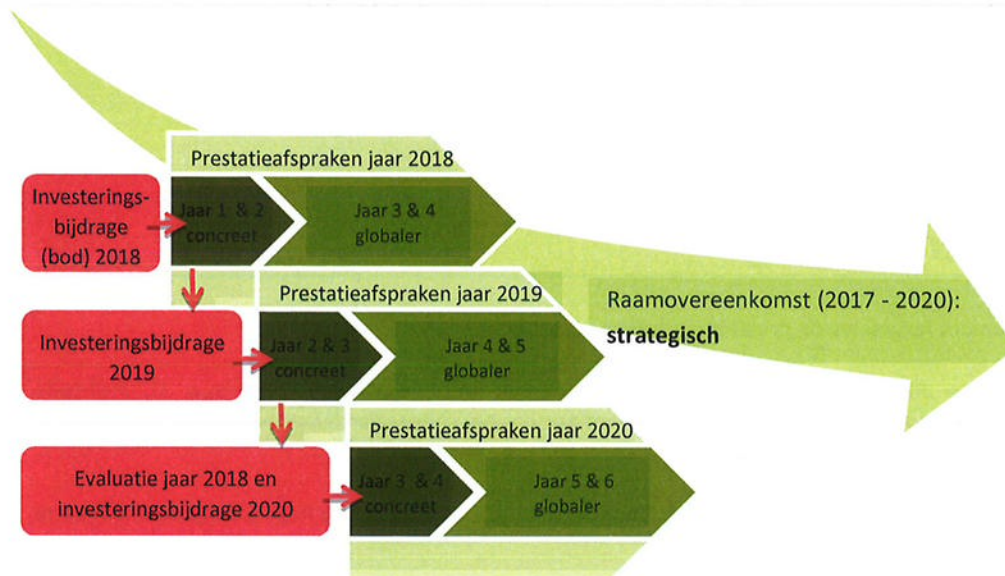 Prestatieafspraken jaar 2018
Investerings-
bijdrage
(bod) 2018
Jaar 1 & 2
concreet
Jaar 3 & 4
globaler
Prestatieafspraken jaar 2019
Investeringsbijdrage
2019
Jaar 2 & 3
concreet
Jaar 4 & 5
globaler
Raamovereenkomst (2017 - 2020):
strategisch
Prestatieafspraken jaar 2020
Evaluatie jaar 2018 en
investeringsbijdrage 2020
Jaar 3 & 4
concreet
Jaar 5 & 6
globaler